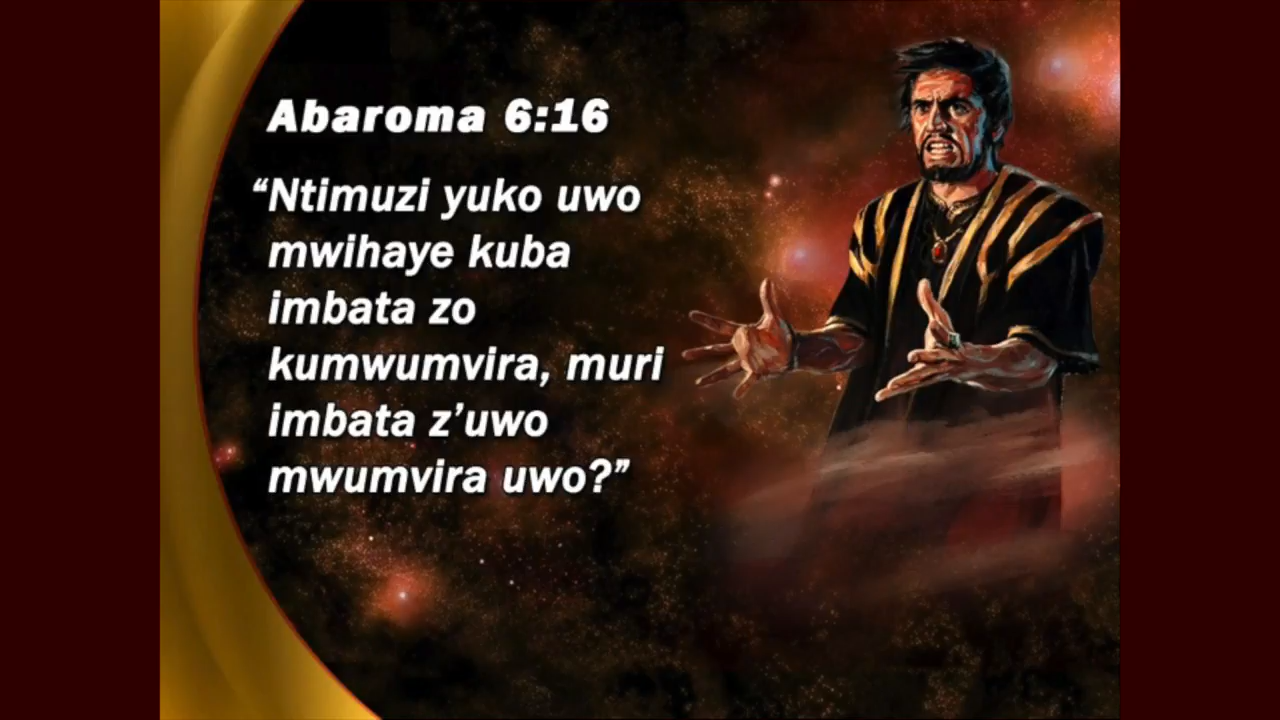 Abaroma 6:16
“Ntimuzi yuko uwo
mwihaye kuba
imbata zo
kumwumvira, muri
imbata z’uwo
mwumvira uwo?”